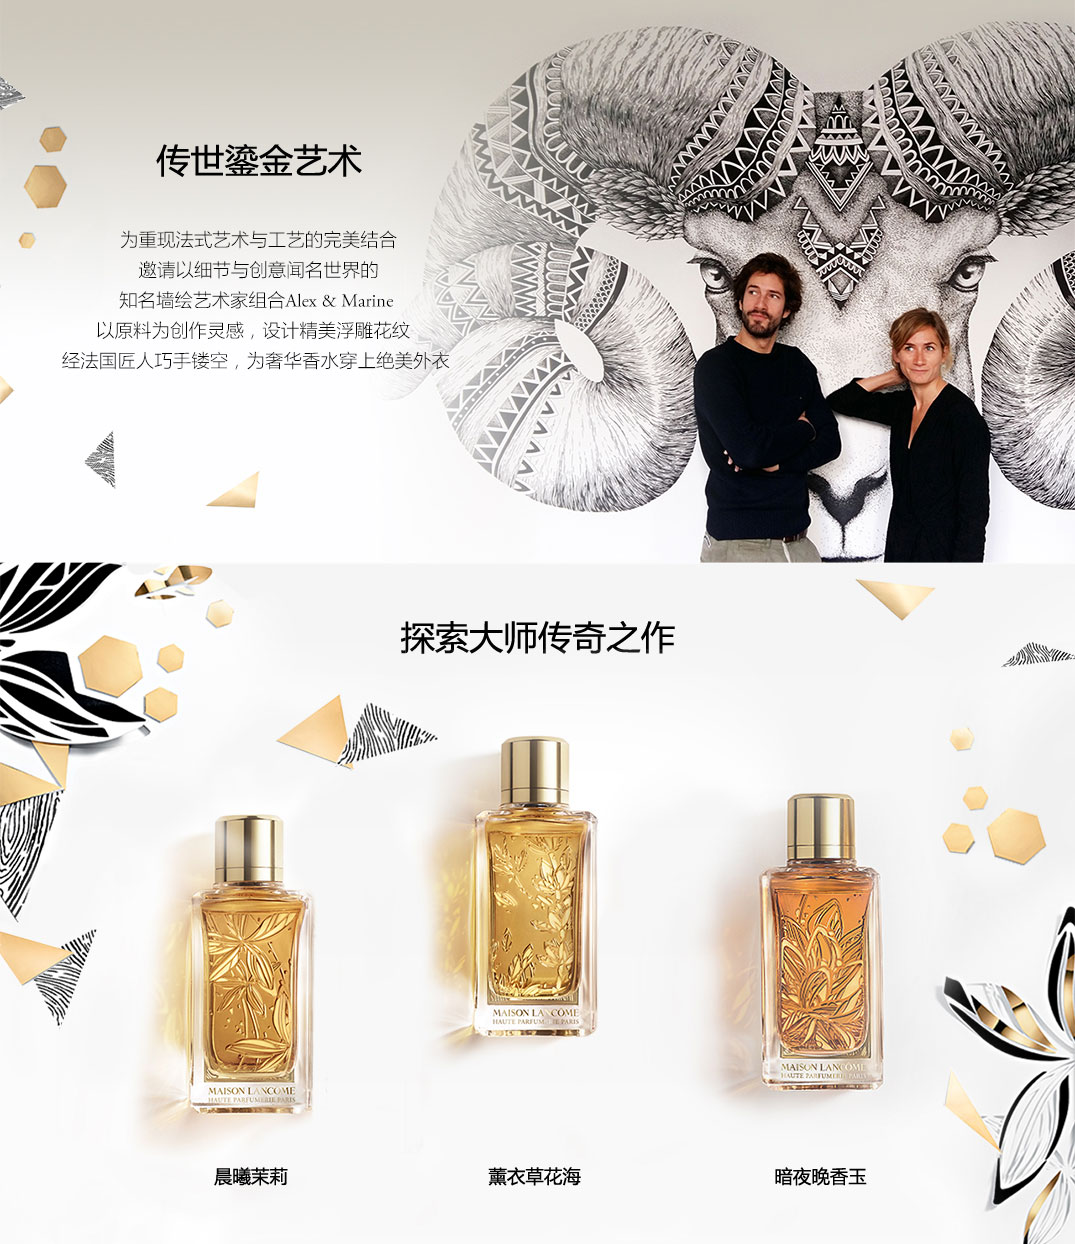 传世鎏金艺术
为重现法式艺术与工艺的完美结合
邀请以细节与创意闻名世界的
知名墙绘艺术家组合Alex & Marine
以原料为创作灵感，设计精美浮雕花纹
经法国匠人巧手镂空，为奢华香水穿上绝美外衣
探索大师传奇之作
MAISON LANCOME
HAUTE PARFUMERIE PARIS
MAISON LANCOME
HAUTE PARFUMERIE PARIS
MAISON LANCOME
HAUTE PARFUMERIE PARIS
晨曦茉莉
薰衣草花海
暗夜晚香玉